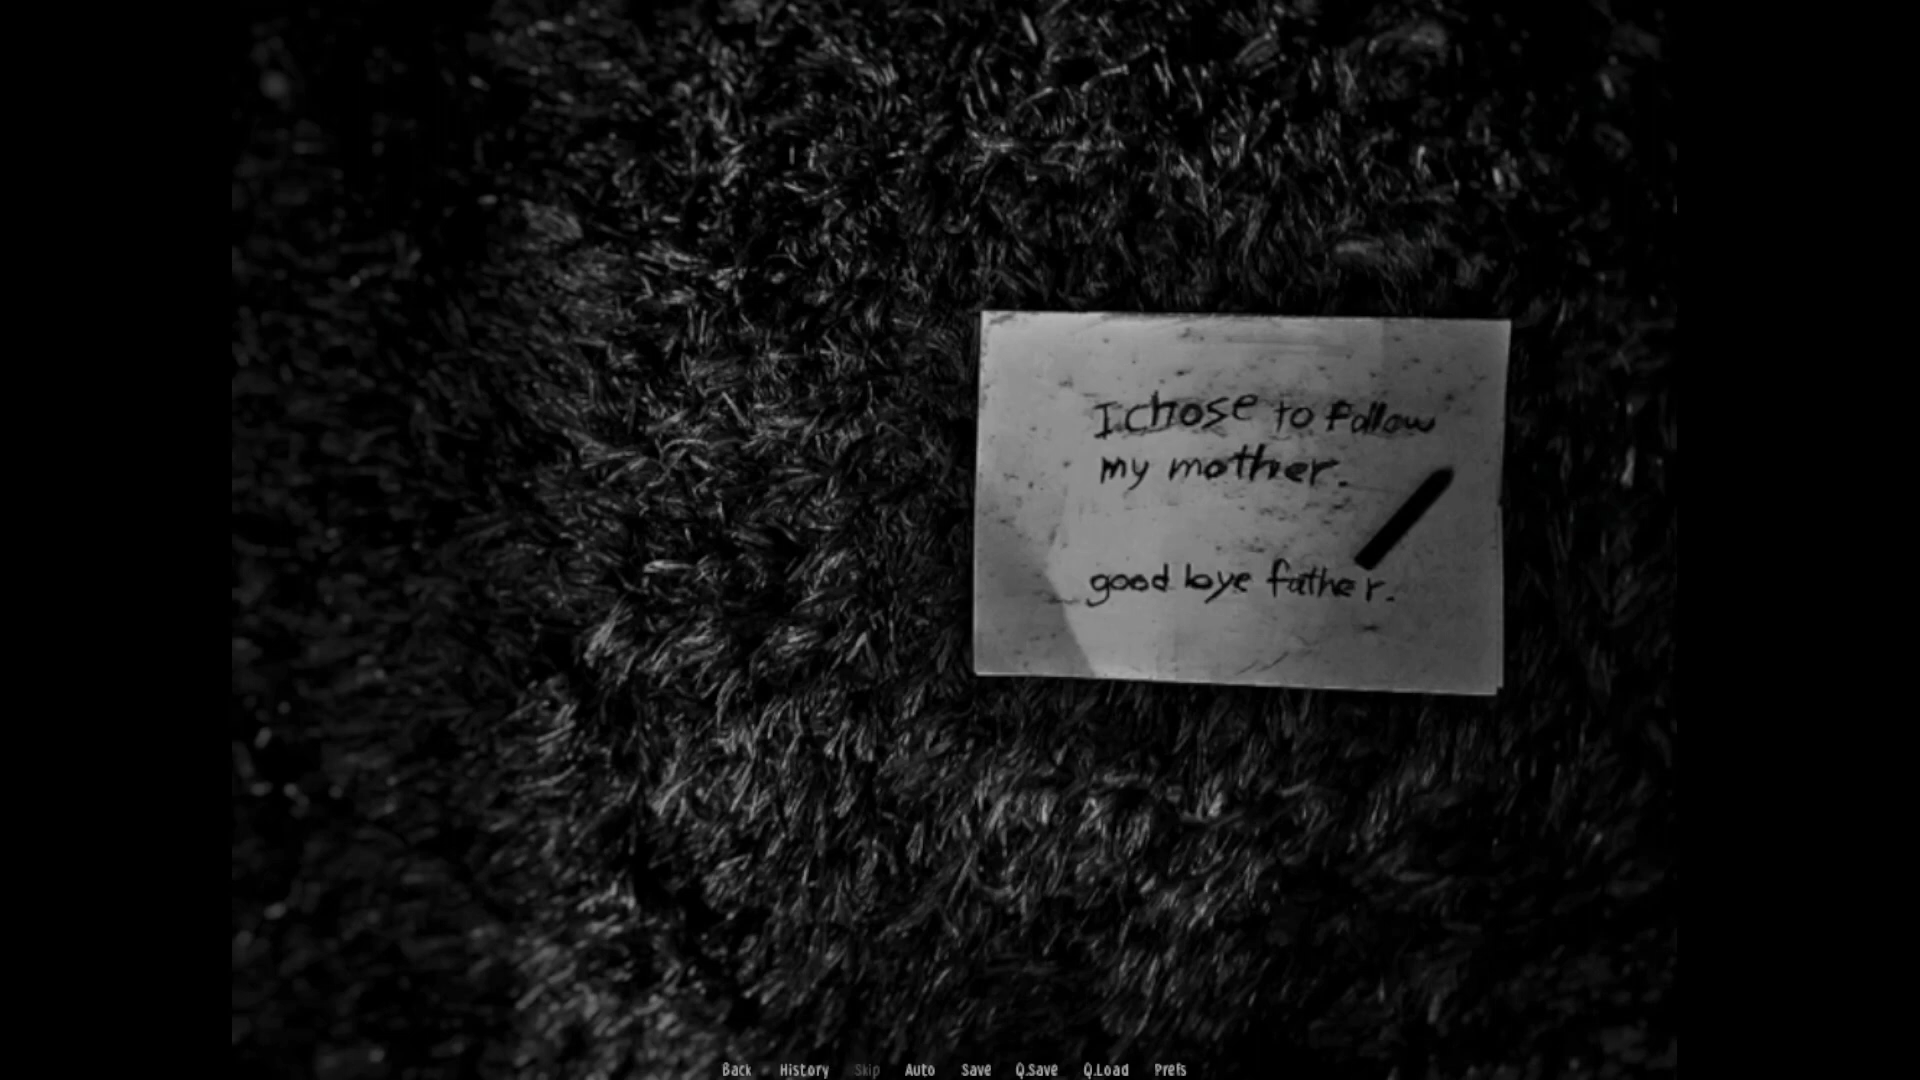 I chose to follow
my mother.
good bye father.
Back History Skip Auto Save Q.Save Q.Load Prefs